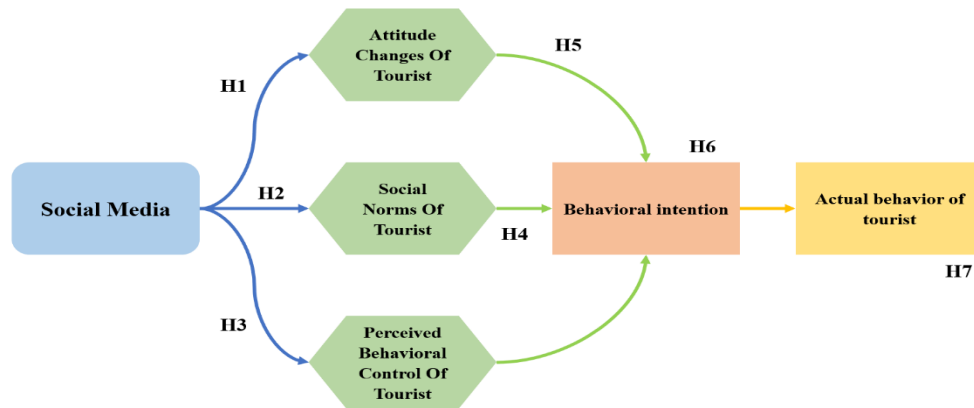 Attitude
Changes Of
Tourist
H5
H1
H6
Social Media
H2
Social
Norms Of
Tourist
H4
Behavioral intention
Actual behavior of
tourist
H7
H3
Perceived
Behavioral
Control Of
Tourist